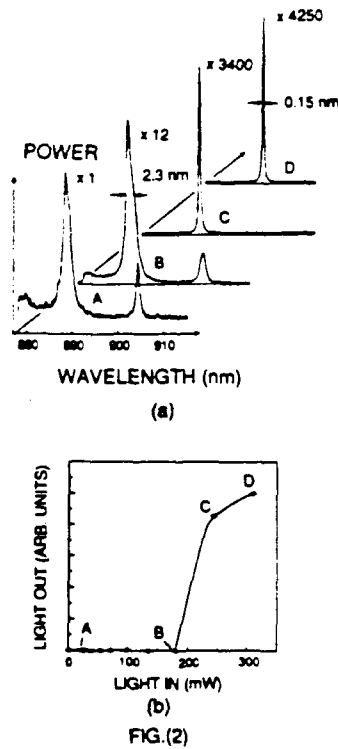 x 4250
x 3400
0.15 nm
x 12
POWER
x 1
2.3 nm
D
C
B
A
880 890 900 910
WAVELENGTH (nm)
(a)
LIGHT OUT (ARB. UNITS)
D
C
A
B
0 100 200 300
LIGHT IN (mW)
(b)
FIG.(2)